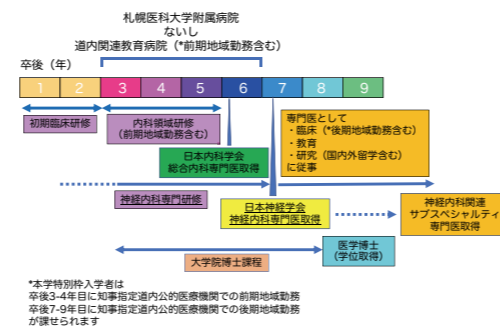 札幌医科大学附属病院
ないし
道内関連教育病院（*前期地域勤務含む）
卒後（年）
1 2 3 4 5 6 7 8 9
初期臨床研修
内科領域研修
（前期地域勤務含む）
専門医として
・臨床（*後期地域勤務含む）
・教育
・研究（国内外留学含む）
に従事
日本内科学会
総合内科専門医取得
神経内科専門研修
日本神経学会
神経内科専門医取得
神経内科関連
サブスペシャルティ
専門医取得
大学院博士課程
医学博士
（学位取得）
*本学特別枠入学者は
卒後3-4年目に知事指定道内公的医療機関での前期地域勤務
卒後7-9年目に知事指定道内公的医療機関での後期地域勤務
が課せられます